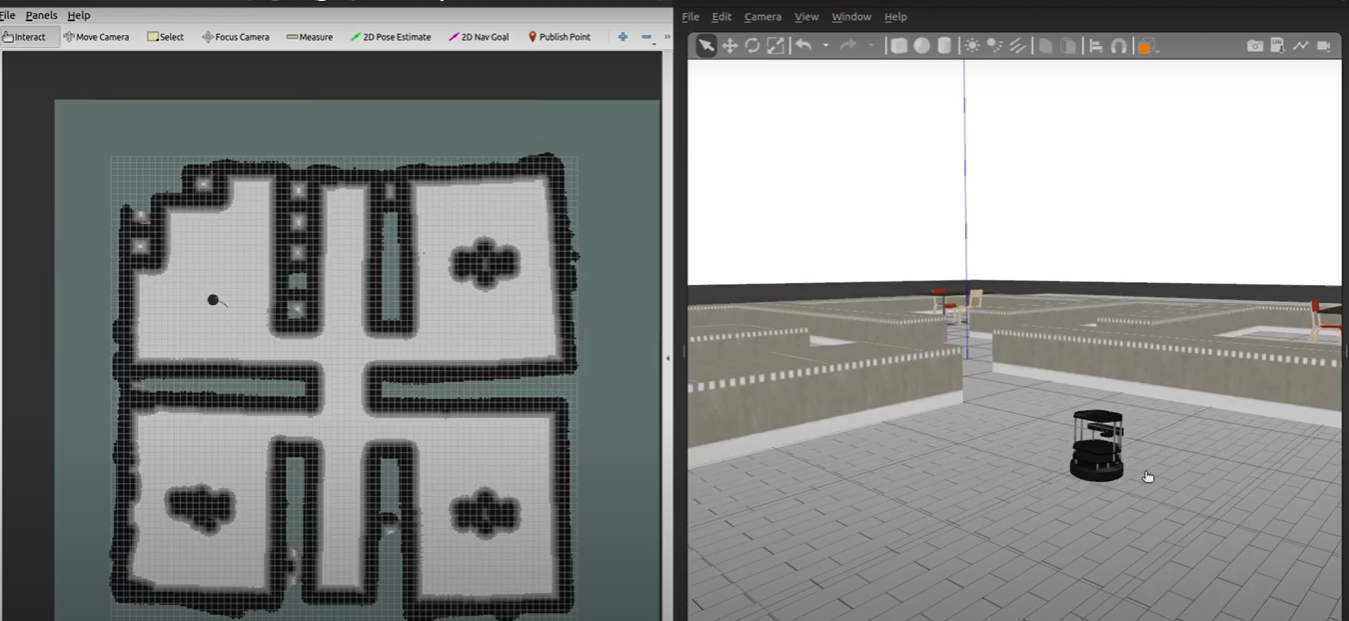 File Panels Help
Interact Move Camera Select Focus Camera Measure 2D Pose Estimate 2D Nav Goal Publish Point »
File Edit Camera View Window Help